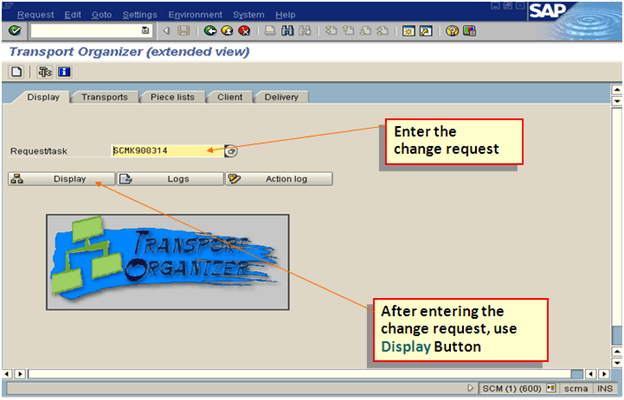 Request Edit Goto Settings Environment System Help
SAP
Transport Organizer (extended view)
Display Transports Piece lists Client Delivery
Enter the
change request
Request/task SCMK900314
Display Logs Action log
TRANSPORT
ORGANIZER
After entering the
change request, use
Display Button
SCM (1) (600) scma INS